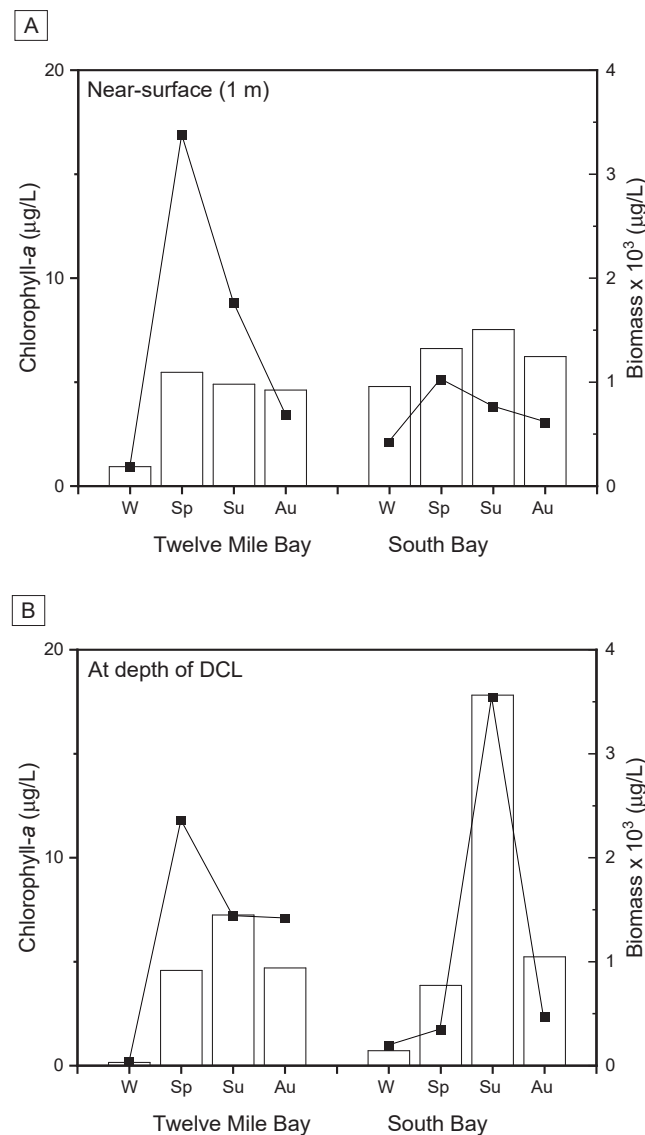 A
Near-surface (1 m)
20
10
0
Chlorophyll-a (µg/L)
4
3
2
1
0
Biomass x 10³ (µg/L)
W Sp Su Au W Sp Su Au
Twelve Mile Bay South Bay
B
At depth of DCL
20
10
0
Chlorophyll-a (µg/L)
4
3
2
1
0
Biomass x 10³ (µg/L)
W Sp Su Au W Sp Su Au
Twelve Mile Bay South Bay